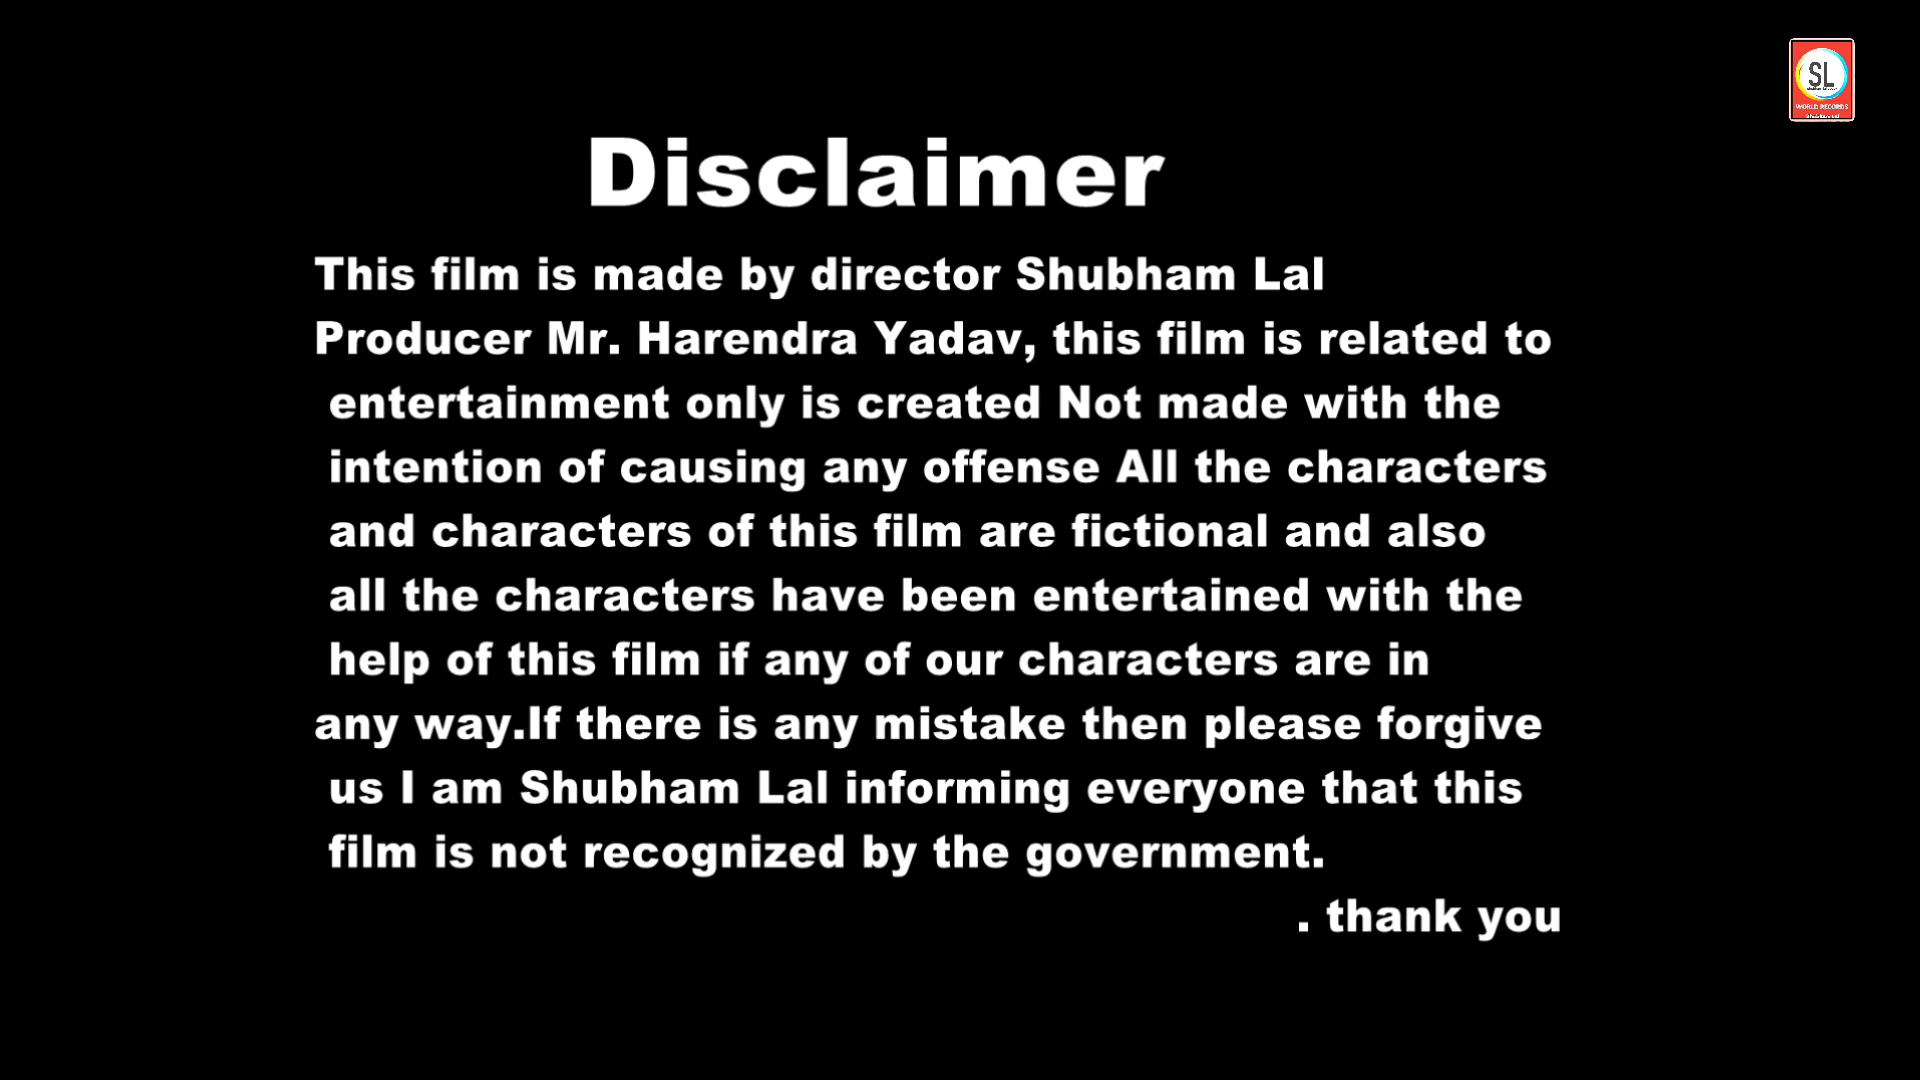 SL
WORLD RECORDS
Disclaimer
This film is made by director Shubham Lal
Producer Mr. Harendra Yadav, this film is related to
entertainment only is created Not made with the
intention of causing any offense All the characters
and characters of this film are fictional and also
all the characters have been entertained with the
help of this film if any of our characters are in
any way.If there is any mistake then please forgive
us I am Shubham Lal informing everyone that this
film is not recognized by the government.
. thank you